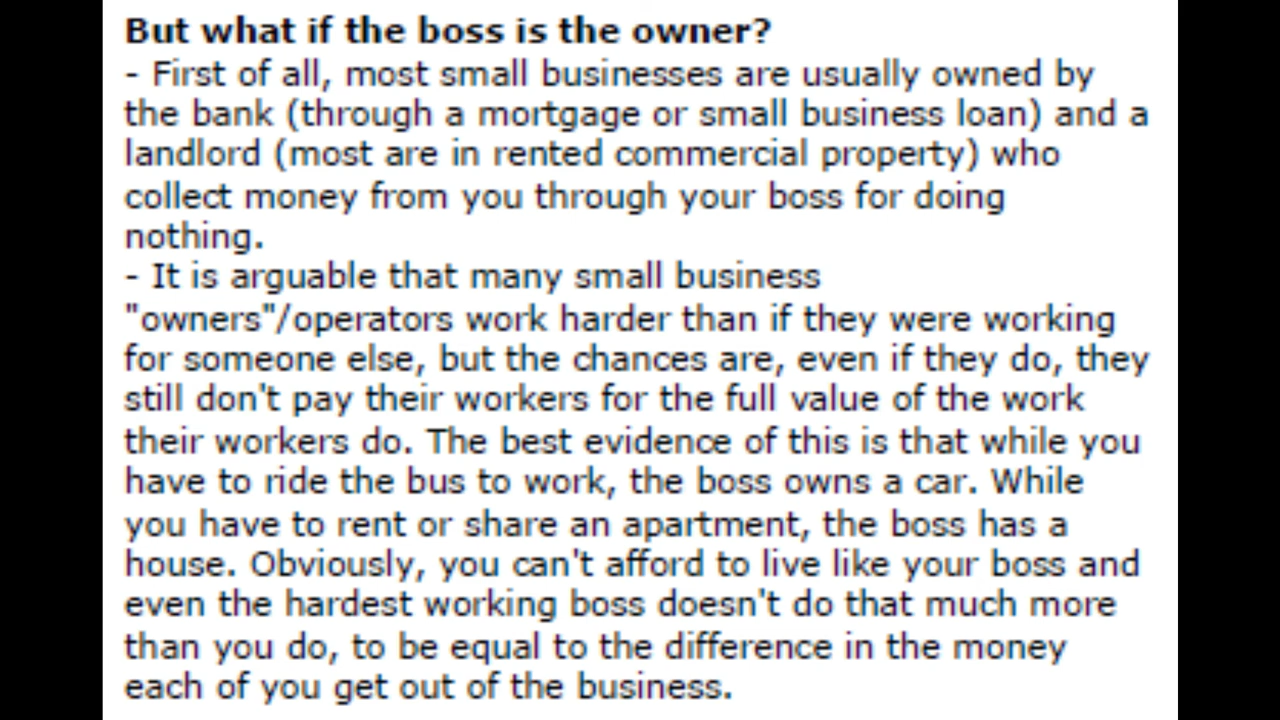 But what if the boss is the owner?
- First of all, most small businesses are usually owned by
the bank (through a mortgage or small business loan) and a
landlord (most are in rented commercial property) who
collect money from you through your boss for doing
nothing.
- It is arguable that many small business
"owners"/operators work harder than if they were working
for someone else, but the chances are, even if they do, they
still don't pay their workers for the full value of the work
their workers do. The best evidence of this is that while you
have to ride the bus to work, the boss owns a car. While
you have to rent or share an apartment, the boss has a
house. Obviously, you can't afford to live like your boss and
even the hardest working boss doesn't do that much more
than you do, to be equal to the difference in the money
each of you get out of the business.